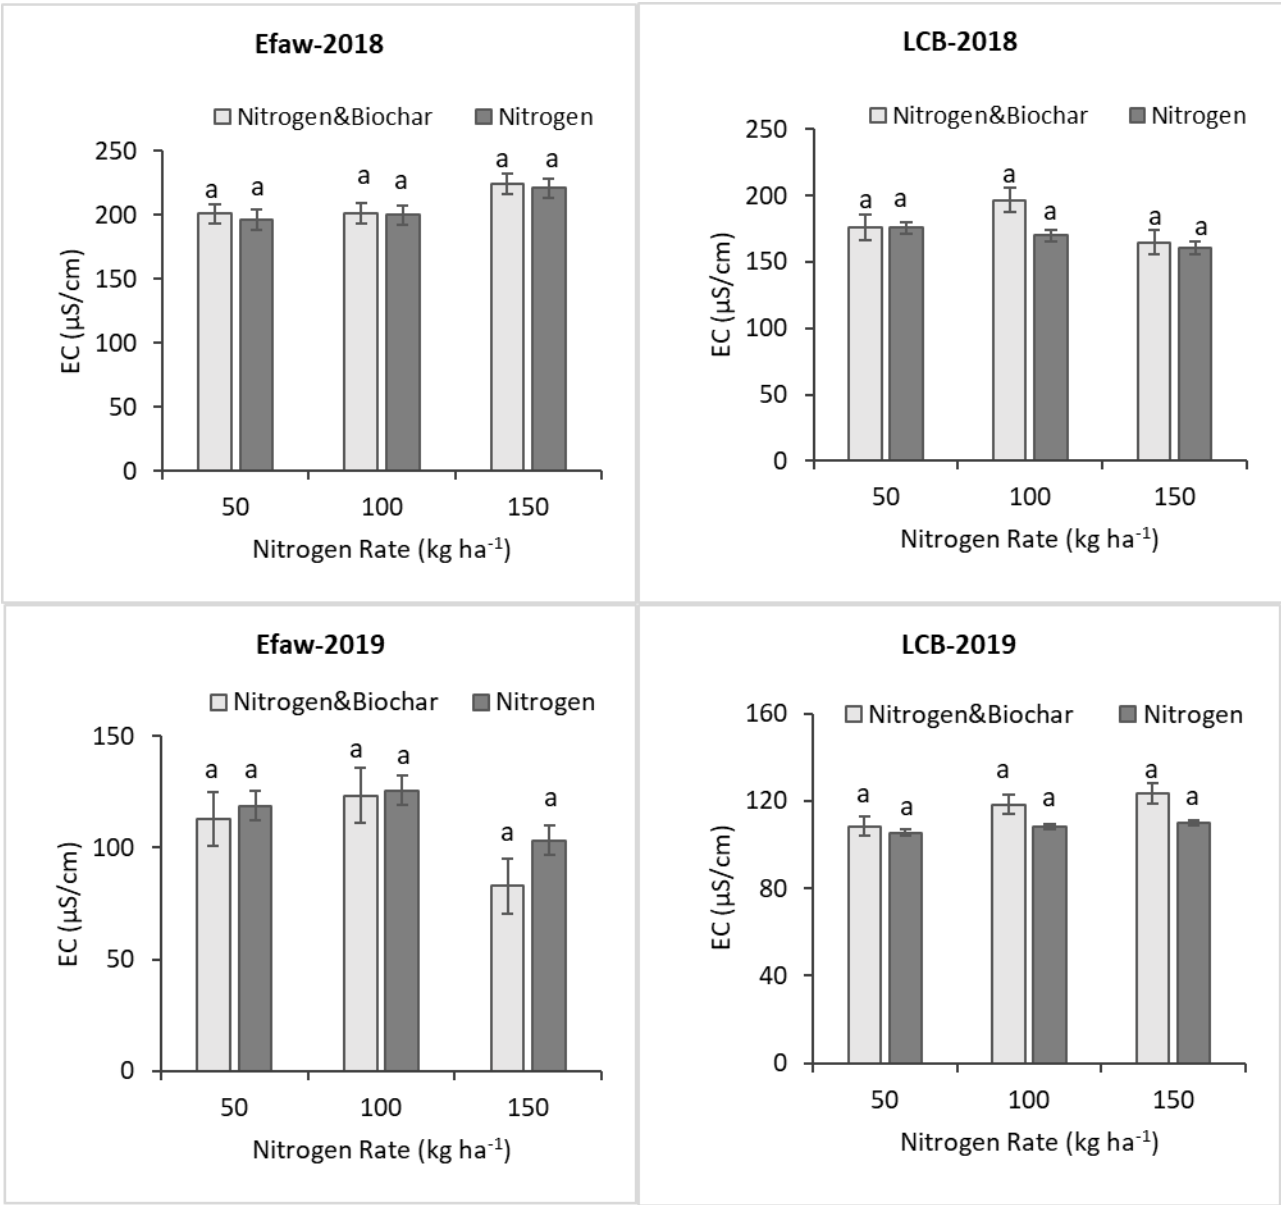 Efaw-2018
Nitrogen&Biochar Nitrogen
250
200
150
100
50
0
a a a a a a
EC (µS/cm)
50 100 150
Nitrogen Rate (kg ha-1)
LCB-2018
Nitrogen&Biochar Nitrogen
250
200
150
100
50
0
a a a a a a
EC (µS/cm)
50 100 150
Nitrogen Rate (kg ha-1)
Efaw-2019
Nitrogen&Biochar Nitrogen
150
100
50
0
a a a a a a
EC (µS/cm)
50 100 150
Nitrogen Rate (kg ha-1)
LCB-2019
Nitrogen&Biochar Nitrogen
160
120
80
40
0
a a a a a a
EC (µS/cm)
50 100 150
Nitrogen Rate (kg ha-1)